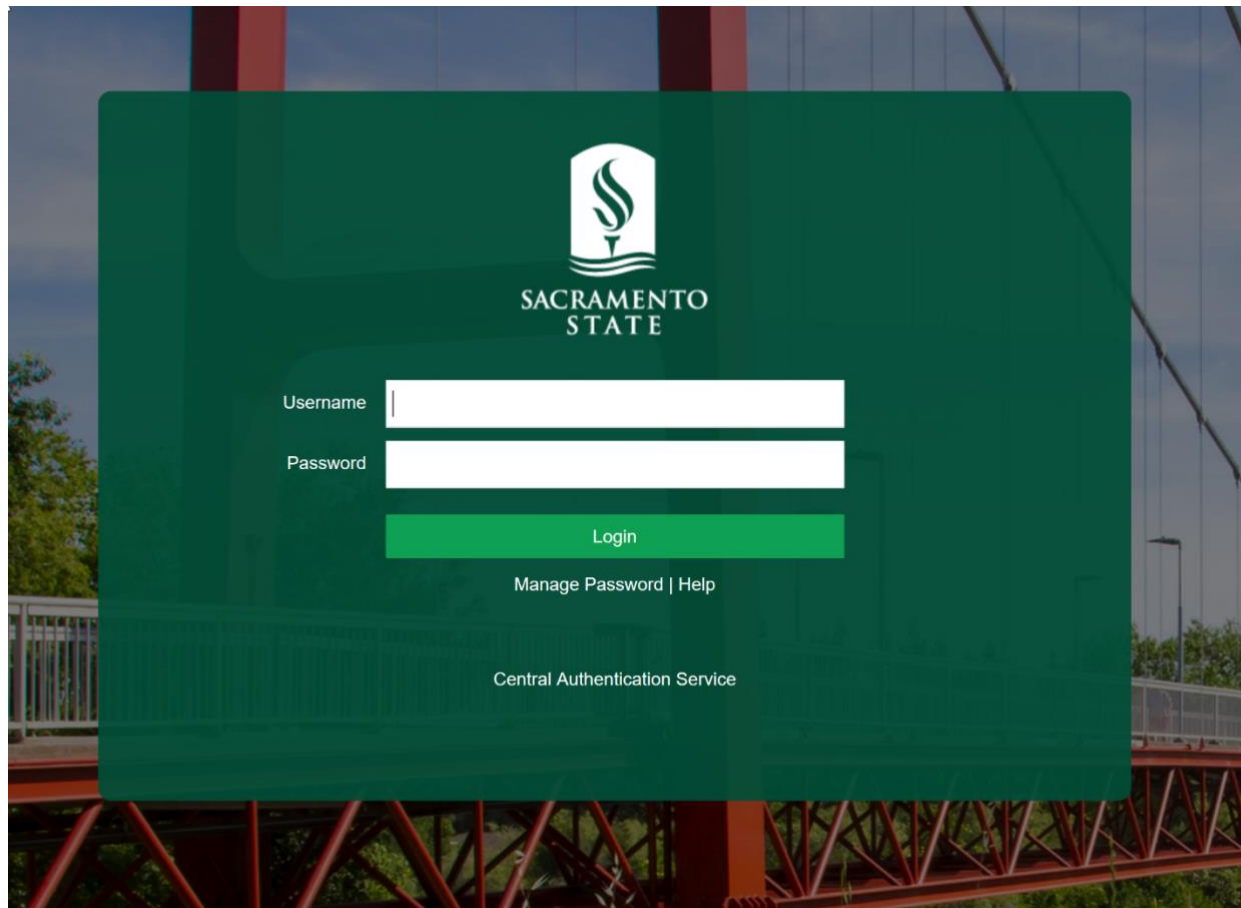 SACRAMENTO
STATE
Username
Password
Login
Manage Password | Help
Central Authentication Service